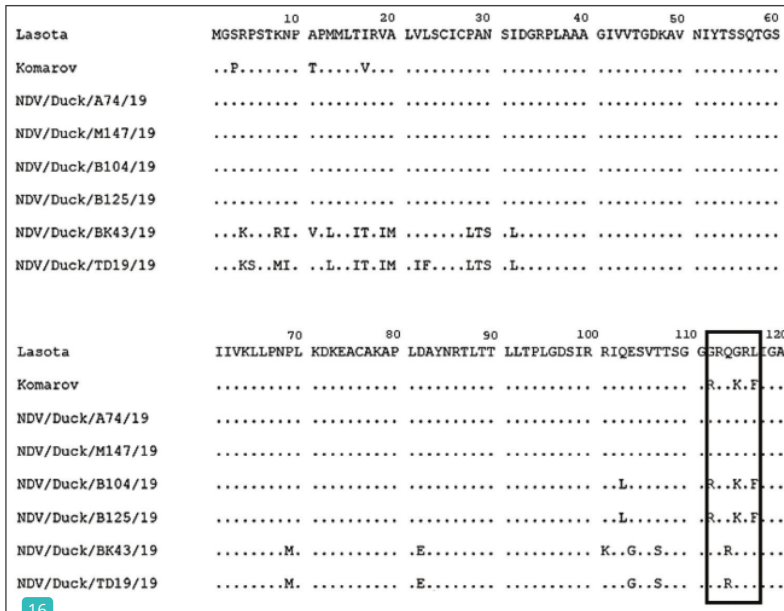 10 20 30 40 50 60
Lasota MGSRPSTKNP APMMLTIRVA LVLSCICPAN SIDGRPLAAA GIVVTGDKAV NIYTSSQTGS
Komarov ..P....... T.....V... .......... .......... .......... ..........
NDV/Duck/A74/19 .......... .......... .......... .......... .......... ..........
NDV/Duck/M147/19 .......... .......... .......... .......... .......... ..........
NDV/Duck/B104/19 .......... .......... .......... .......... .......... ..........
NDV/Duck/B125/19 .......... .......... .......... .......... .......... ..........
NDV/Duck/BK43/19 ...K...RI. V.L..IT.IM .......LTS .L........ .......... ..........
NDV/Duck/TD19/19 ...KS..MI. ..L..IT.IM .IF....LTS .L........ .......... ..........
70 80 90 100 110 120
Lasota IIVKLLPNPL KDKEACAKAP LDAYNRTLTT LLTPLGDSIR RIQESVTTSG GGRQGRLIGA
Komarov .......... .......... .......... .......... .......... .R..K.F...
NDV/Duck/A74/19 .......... .......... .......... .......... .......... ..........
NDV/Duck/M147/19 .......... .......... .......... .......... .......... ..........
NDV/Duck/B104/19 .......... .......... .......... .......... ..L....... .R..K.F...
NDV/Duck/B125/19 .......... .......... .......... .......... ..L....... .R..K.F...
NDV/Duck/BK43/19 ........M. .......... .E........ .......... K..G..S... ...R......
NDV/Duck/TD19/19 ........M. .......... .E........ .......... ...G..S... ...R......
16